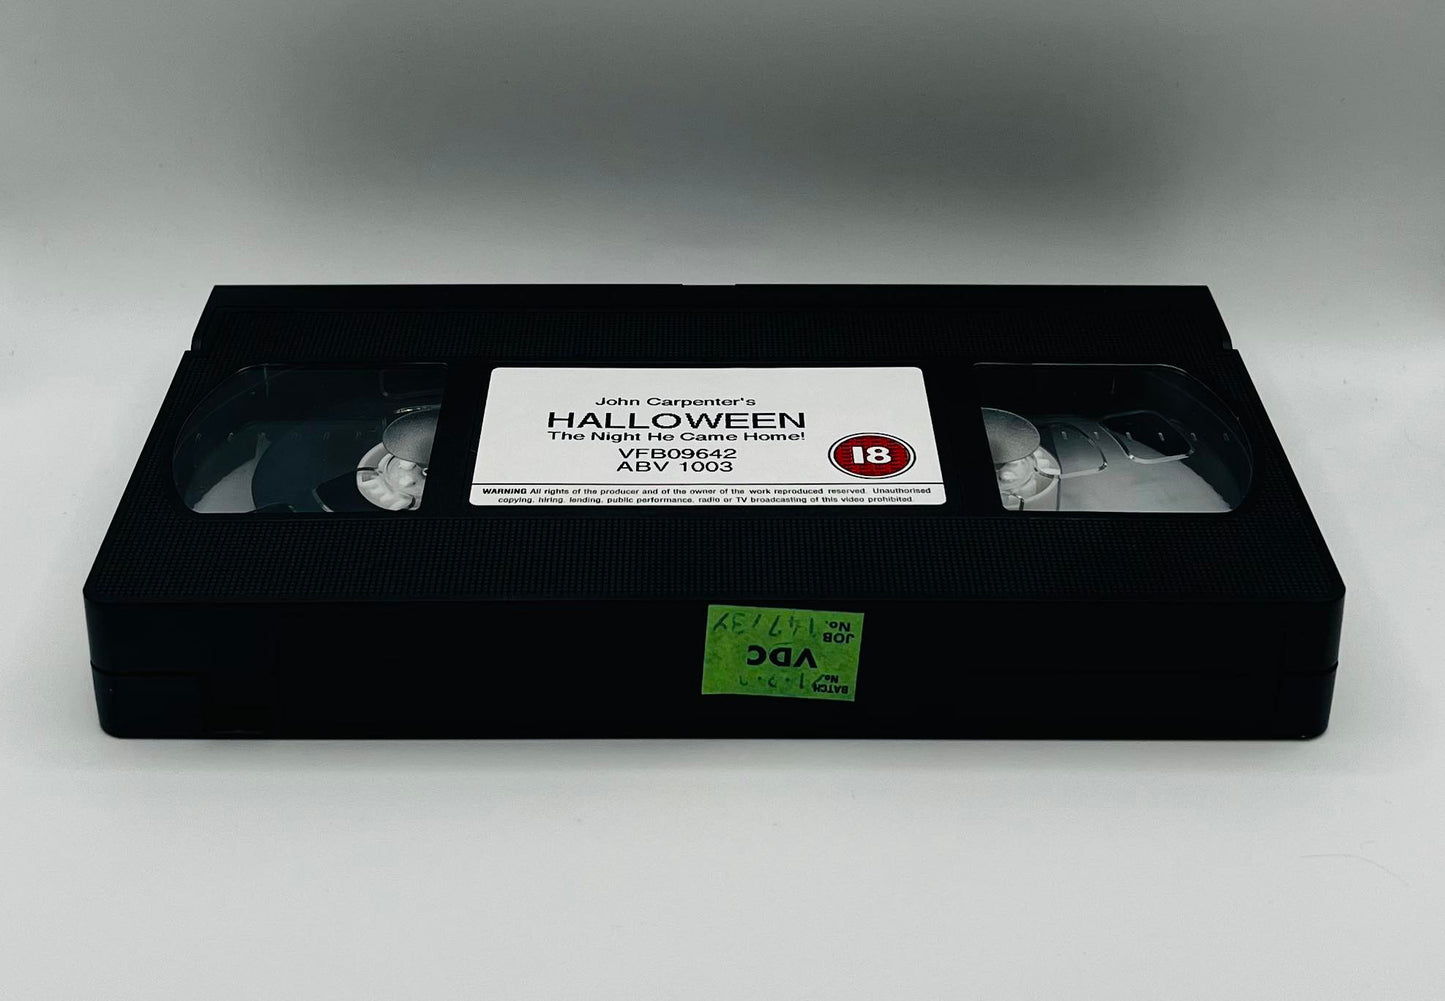 John Carpenter's
HALLOWEEN
The Night He Came Home!
VFB09642
ABV 1003
18
WARNING All rights of the producer and of the owner of the work reproduced reserved. Unauthorised
copying, hiring, lending, public performance, radio or TV broadcasting of this video prohibited.
BATCH
No.
VDC
JOB
No.